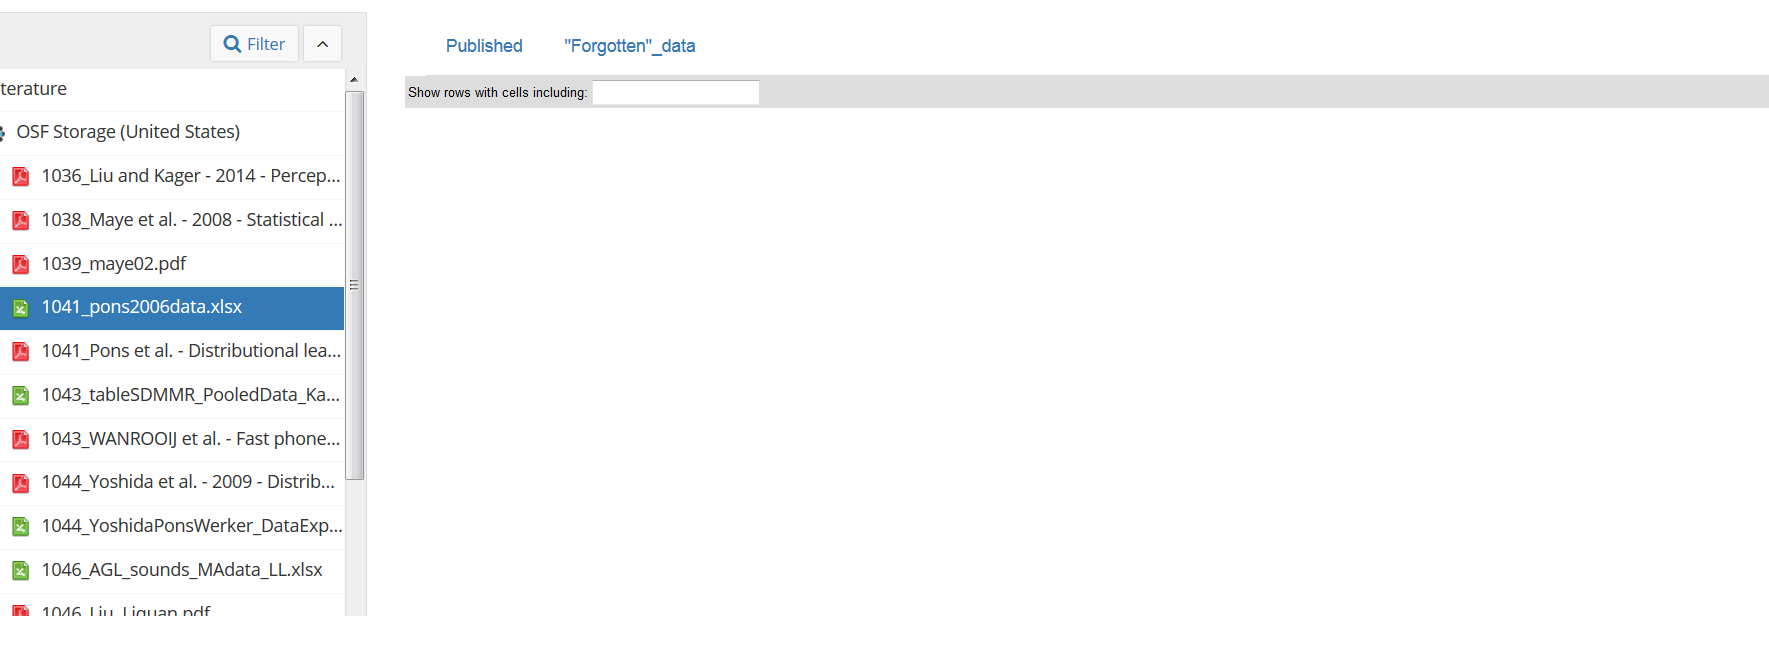 Filter
terature
OSF Storage (United States)
1036_Liu and Kager - 2014 - Percep...
1038_Maye et al. - 2008 - Statistical ...
1039_maye02.pdf
1041_pons2006data.xlsx
1041_Pons et al. - Distributional lea...
1043_tableSDMMR_PooledData_Ka...
1043_WANROOIJ et al. - Fast phone...
1044_Yoshida et al. - 2009 - Distrib...
1044_YoshidaPonsWerker_DataExp...
1046_AGL_sounds_MAdata_LL.xlsx
1046_Liu_Liquan.pdf
Published "Forgotten"_data
Show rows with cells including: